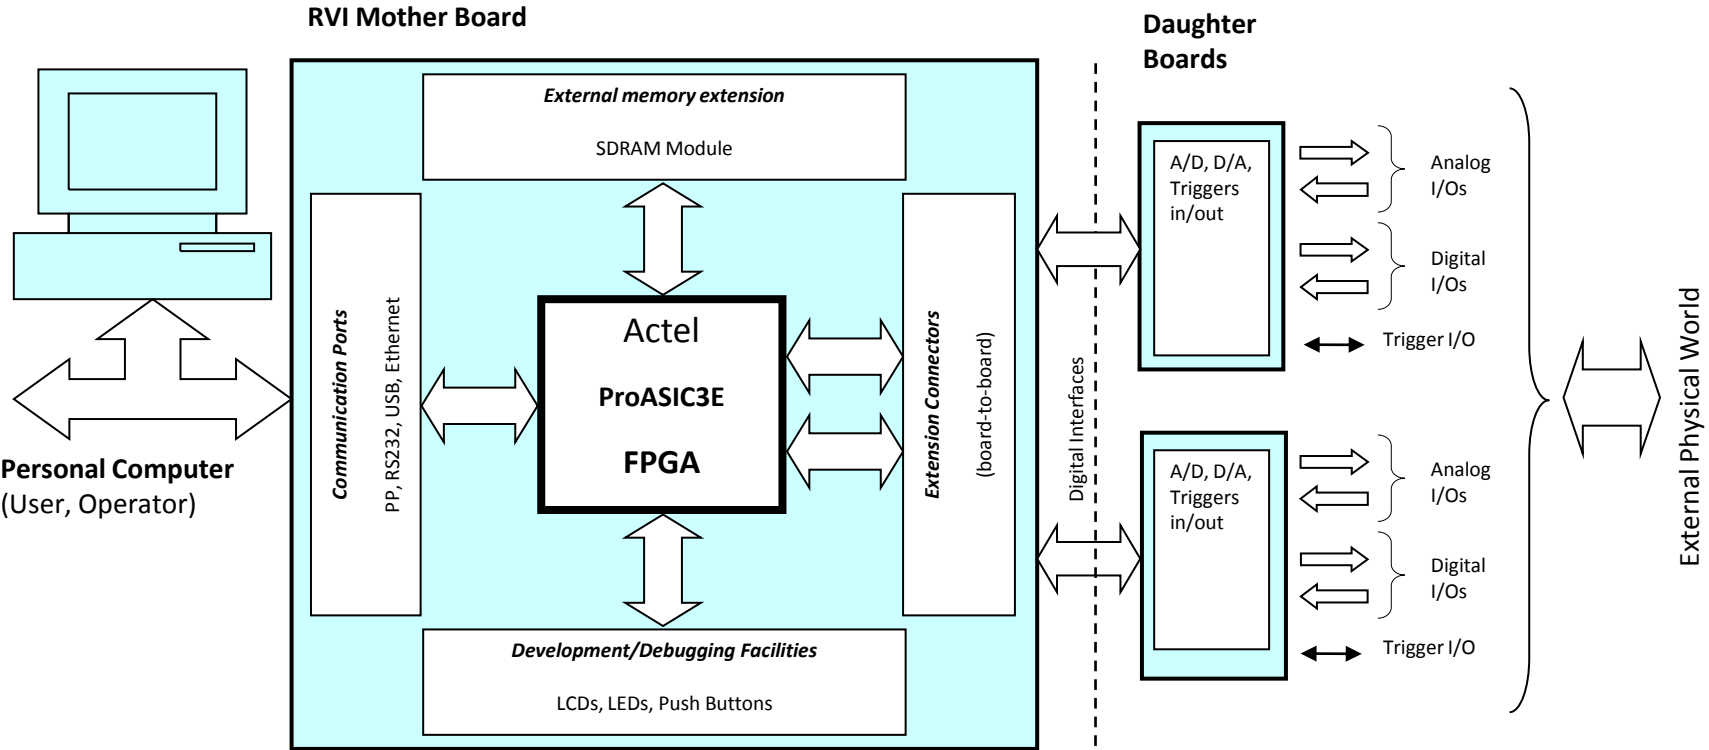 RVI Mother Board
Daughter
Boards
External memory extension
SDRAM Module
Communication Ports
PP, RS232, USB, Ethernet
Actel
ProASIC3E
FPGA
Extension Connectors
(board-to-board)
Development/Debugging Facilities
LCDs, LEDs, Push Buttons
Personal Computer
(User, Operator)
Digital Interfaces
A/D, D/A,
Triggers
in/out
Analog
I/Os
Digital
I/Os
Trigger I/O
A/D, D/A,
Triggers
in/out
Analog
I/Os
Digital
I/Os
Trigger I/O
External Physical World